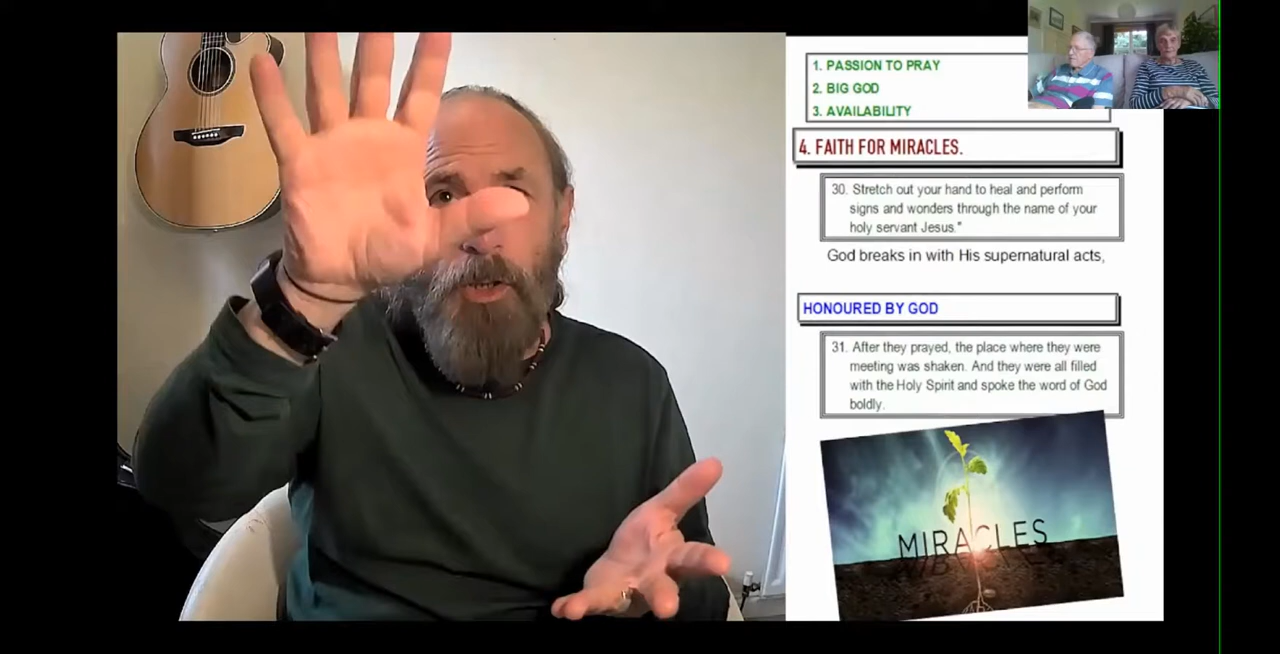 1. PASSION TO PRAY
2. BIG GOD
3. AVAILABILITY
4. FAITH FOR MIRACLES.
30. Stretch out your hand to heal and perform
signs and wonders through the name of your
holy servant Jesus."
God breaks in with His supernatural acts,
HONOURED BY GOD
31. After they prayed, the place where they were
meeting was shaken. And they were all filled
with the Holy Spirit and spoke the word of God
boldly.
MIRACLES